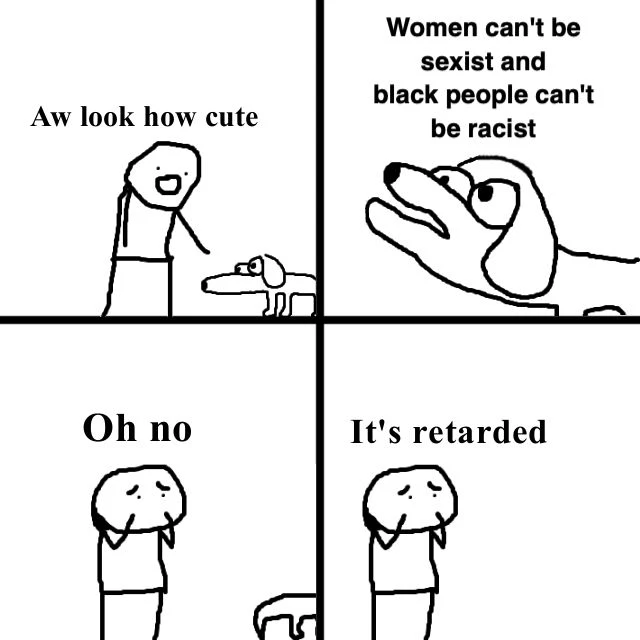 Aw look how cute
Women can't be
sexist and
black people can't
be racist
Oh no
It's retarded